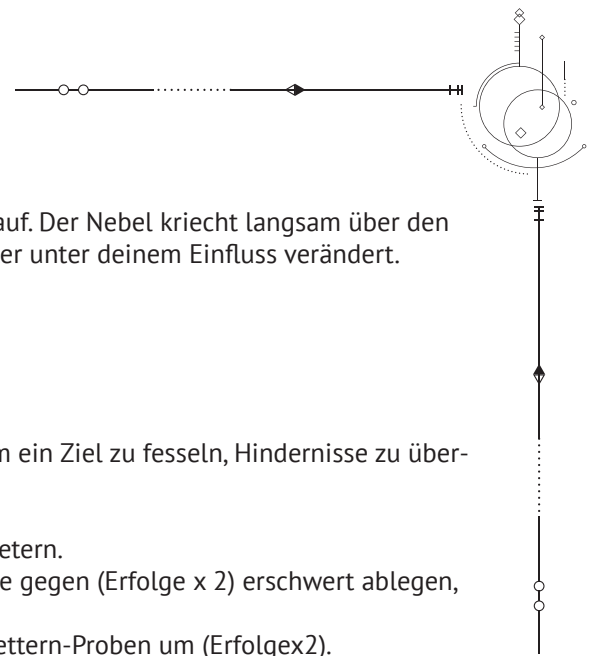 auf. Der Nebel kriecht langsam über den
er unter deinem Einfluss verändert.
m ein Ziel zu fesseln, Hindernisse zu über-
etern.
e gegen (Erfolge x 2) erschwert ablegen,
ettern-Proben um (Erfolgex2).